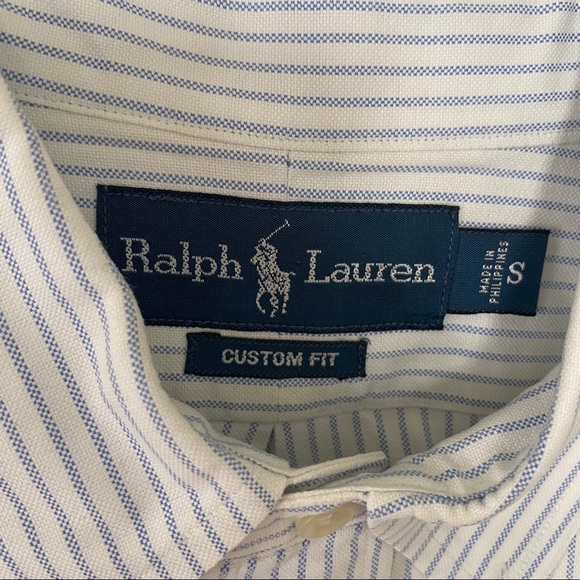 Ralph Lauren
MADE IN
PHILIPPINES
S
CUSTOM FIT